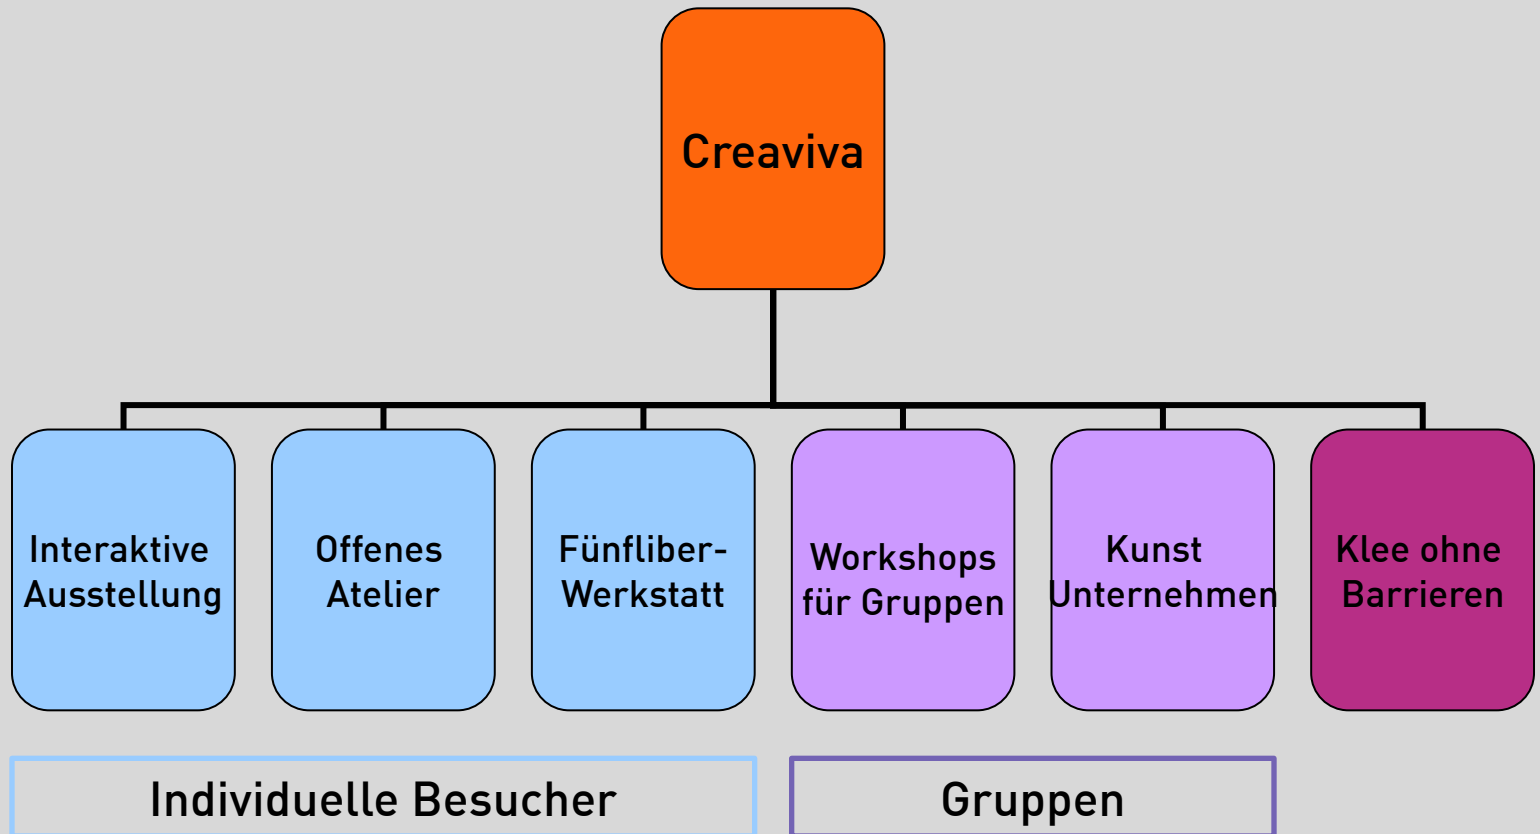 Creaviva
Interaktive
Ausstellung
Offenes
Atelier
Fünfliber-
Werkstatt
Workshops
für Gruppen
Kunst
Unternehmen
Klee ohne
Barrieren
Individuelle Besucher
Gruppen